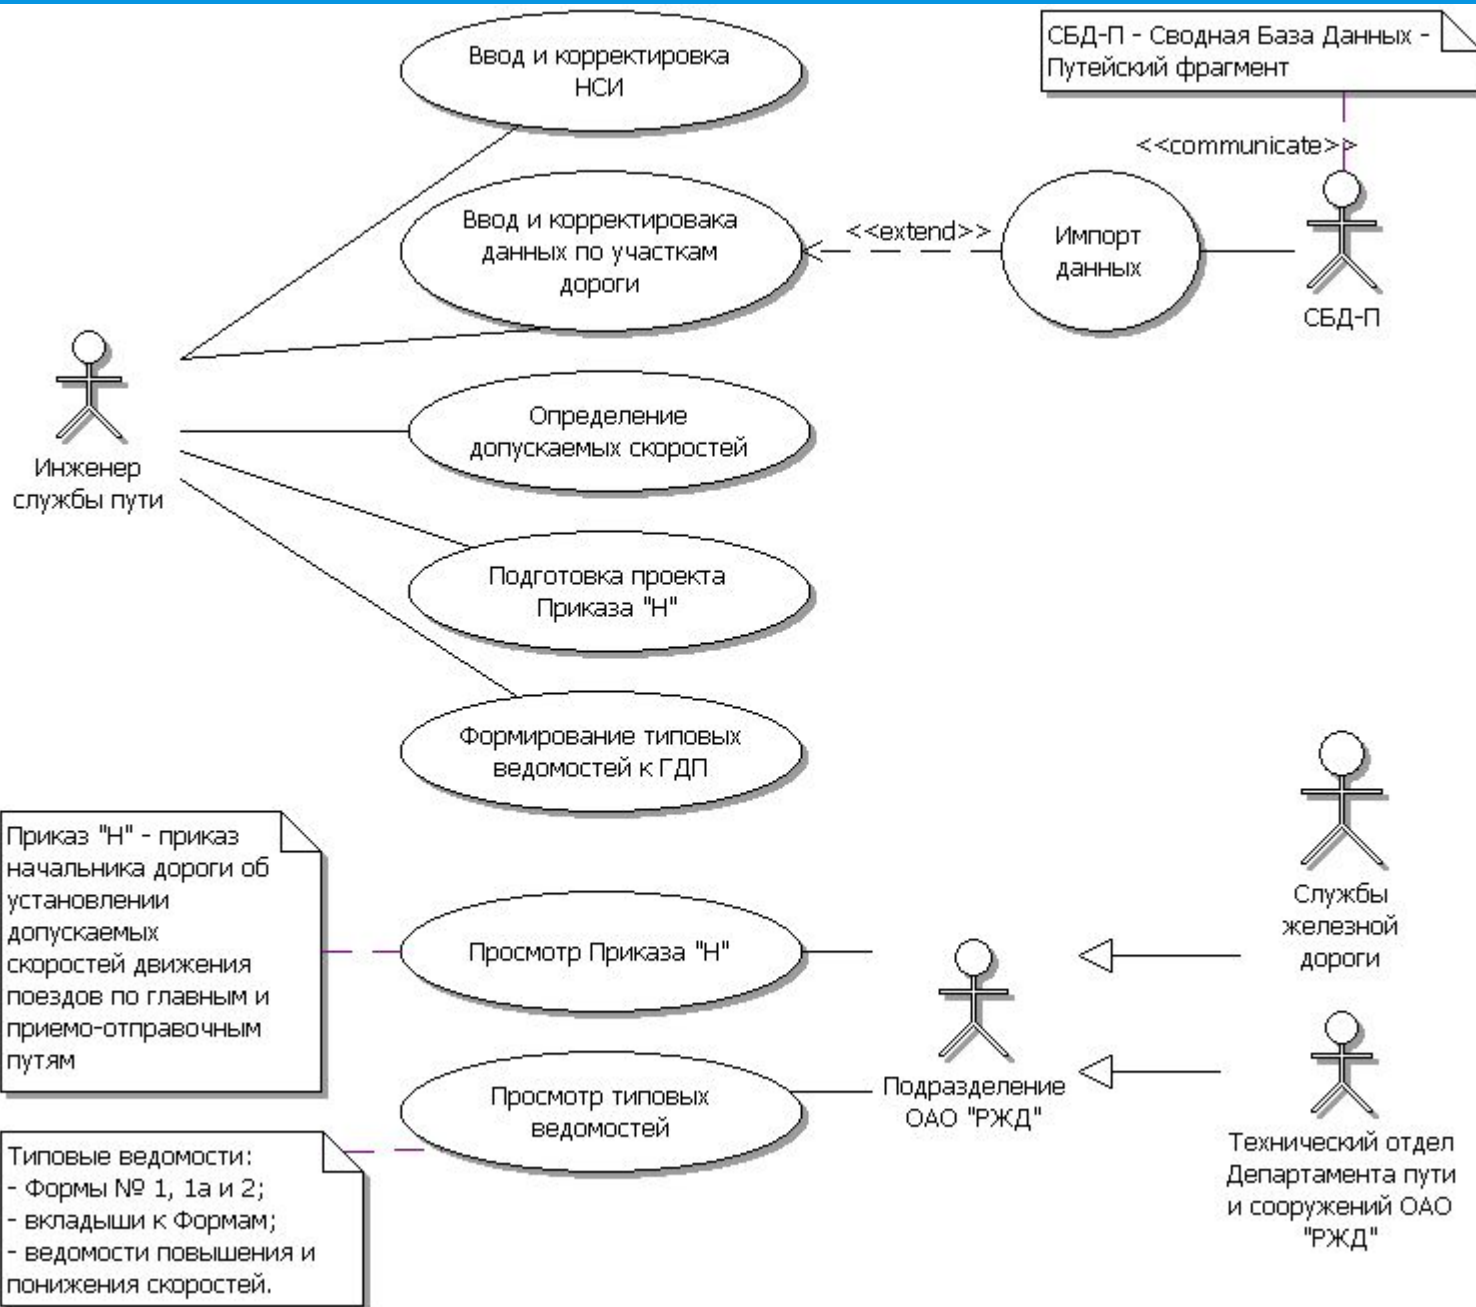 Ввод и корректировка
НСИ
СБД-П - Сводная База Данных -
Путейский фрагмент
<<communicate>>
Ввод и корректировака
данных по участкам
дороги
<<extend>>
Импорт
данных
СБД-П
Инженер
службы пути
Определение
допускаемых скоростей
Подготовка проекта
Приказа "Н"
Формирование типовых
ведомостей к ГДП
Приказ "Н" - приказ
начальника дороги об
установлении
допускаемых
скоростей движения
поездов по главным и
приемо-отправочным
путям
Просмотр Приказа "Н"
Службы
железной
дороги
Подразделение
ОАО "РЖД"
Просмотр типовых
ведомостей
Технический отдел
Департамента пути
и сооружений ОАО
"РЖД"
Типовые ведомости:
- Формы № 1, 1а и 2;
- вкладыши к Формам;
- ведомости повышения и
понижения скоростей.